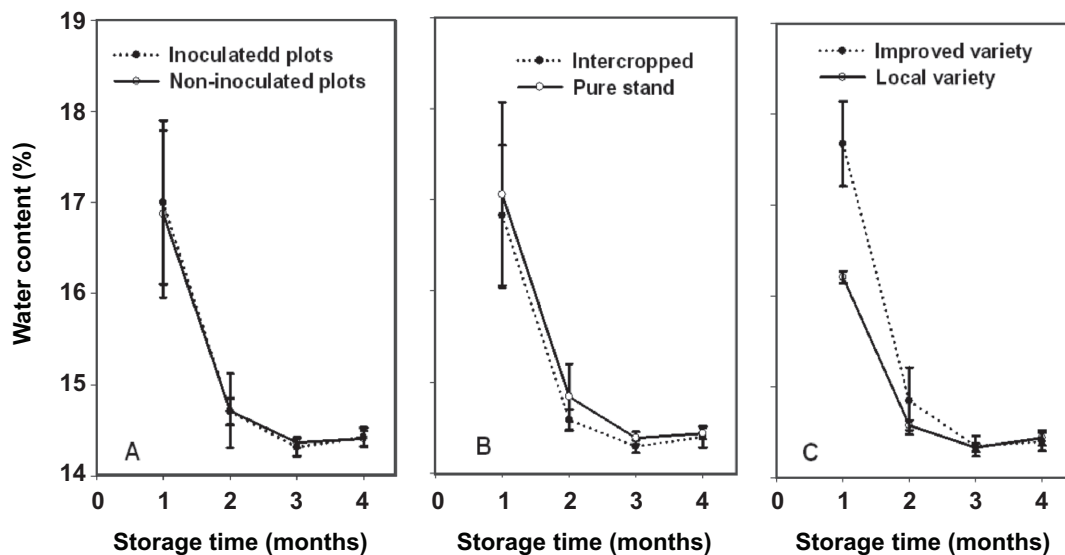 Water content (%)
19
18
17
16
15
14
Inoculatedd plots
Non-inoculated plots
A
0 1 2 3 4
Storage time (months)
Intercropped
Pure stand
B
0 1 2 3 4
Storage time (months)
Improved variety
Local variety
C
0 1 2 3 4
Storage time (months)